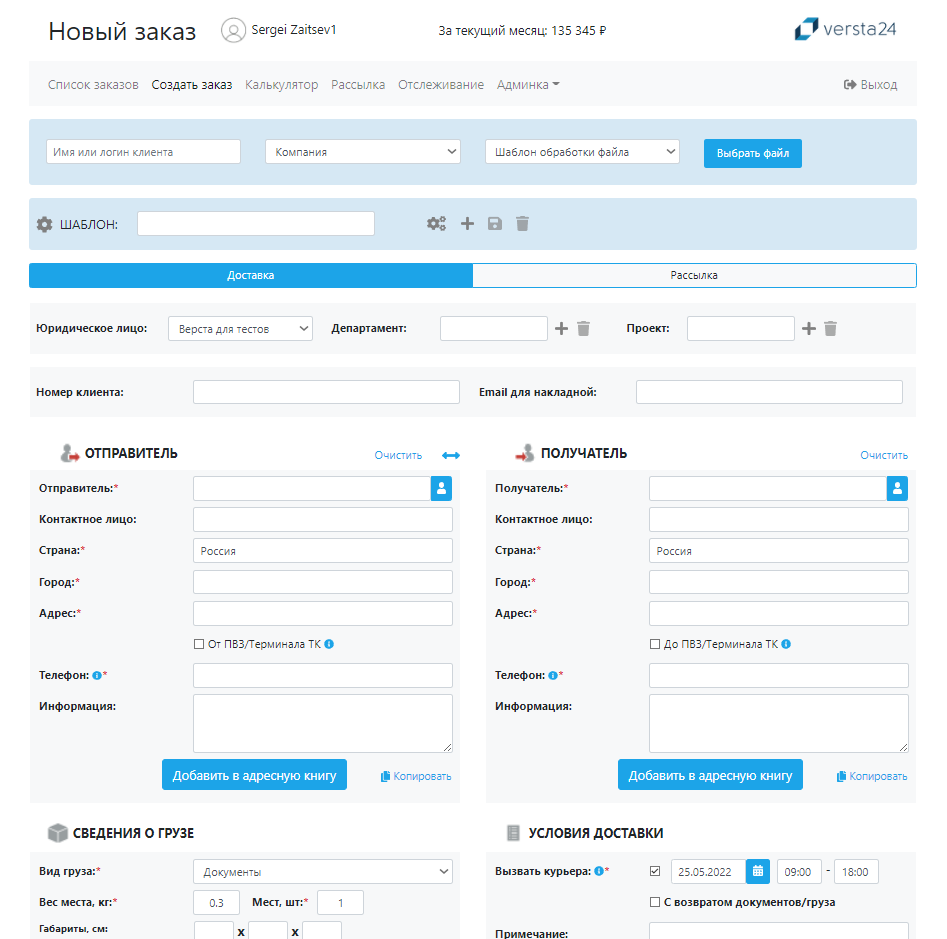 Новый заказ Sergei Zaitsev1 За текущий месяц: 135 345 ₽ versta24
Список заказов Создать заказ Калькулятор Рассылка Отслеживание Админка Выход
Имя или логин клиента Компания Шаблон обработки файла Выбрать файл
ШАБЛОН:
Доставка Рассылка
Юридическое лицо: Верста для тестов Департамент: Проект:
Номер клиента: Email для накладной:
ОТПРАВИТЕЛЬ Очистить ПОЛУЧАТЕЛЬ Очистить
Отправитель:* Получатель:*
Контактное лицо: Контактное лицо:
Страна:* Россия Страна:* Россия
Город:* Город:*
Адрес:* Адрес:*
От ПВЗ/Терминала ТК До ПВЗ/Терминала ТК
Телефон: * Телефон: *
Информация: Информация:
Добавить в адресную книгу Копировать Добавить в адресную книгу Копировать
СВЕДЕНИЯ О ГРУЗЕ УСЛОВИЯ ДОСТАВКИ
Вид груза:* Документы Вызвать курьера: * 25.05.2022 09:00 - 18:00
Вес места, кг:* 0.3 Мест, шт:* 1 С возвратом документов/груза
Габариты, см: x x Примечание: